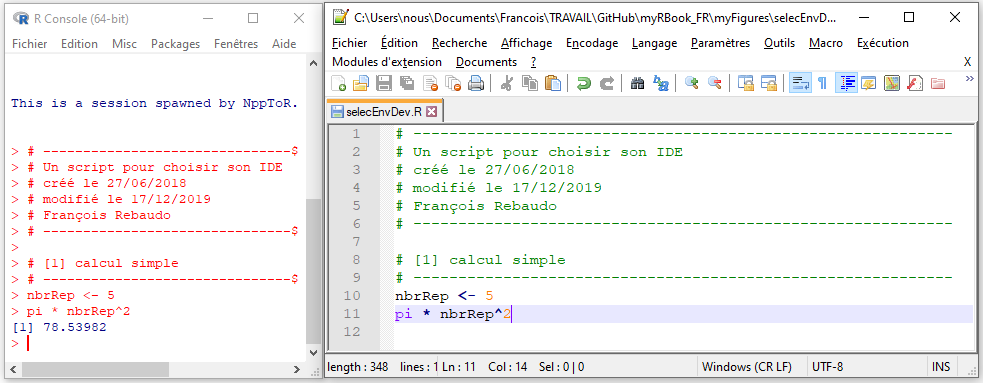 R Console (64-bit)
Fichier Edition Misc Packages Fenêtres Aide
This is a session spawned by NppToR.
> # -------------------------------$
> # Un script pour choisir son IDE
> # créé le 27/06/2018
> # modifié le 17/12/2019
> # François Rebaudo
> # -------------------------------$
>
> # [1] calcul simple
> # -------------------------------$
> nbrRep <- 5
> pi * nbrRep^2
[1] 78.53982
>
C:\Users\nous\Documents\Francois\TRAVAIL\GitHub\myRBook_FR\myFigures\selecEnvD...
Fichier Édition Recherche Affichage Encodage Langage Paramètres Outils Macro Exécution
Modules d'extension Documents ? X
selecEnvDev.R
1 # ------------------------------------------------------------
2 # Un script pour choisir son IDE
3 # créé le 27/06/2018
4 # modifié le 17/12/2019
5 # François Rebaudo
6 # ------------------------------------------------------------
7
8 # [1] calcul simple
9 # ------------------------------------------------------------
10 nbrRep <- 5
11 pi * nbrRep^2
12
length : 348 lines : 1 Ln : 11 Col : 14 Sel : 0 | 0 Windows (CR LF) UTF-8 INS